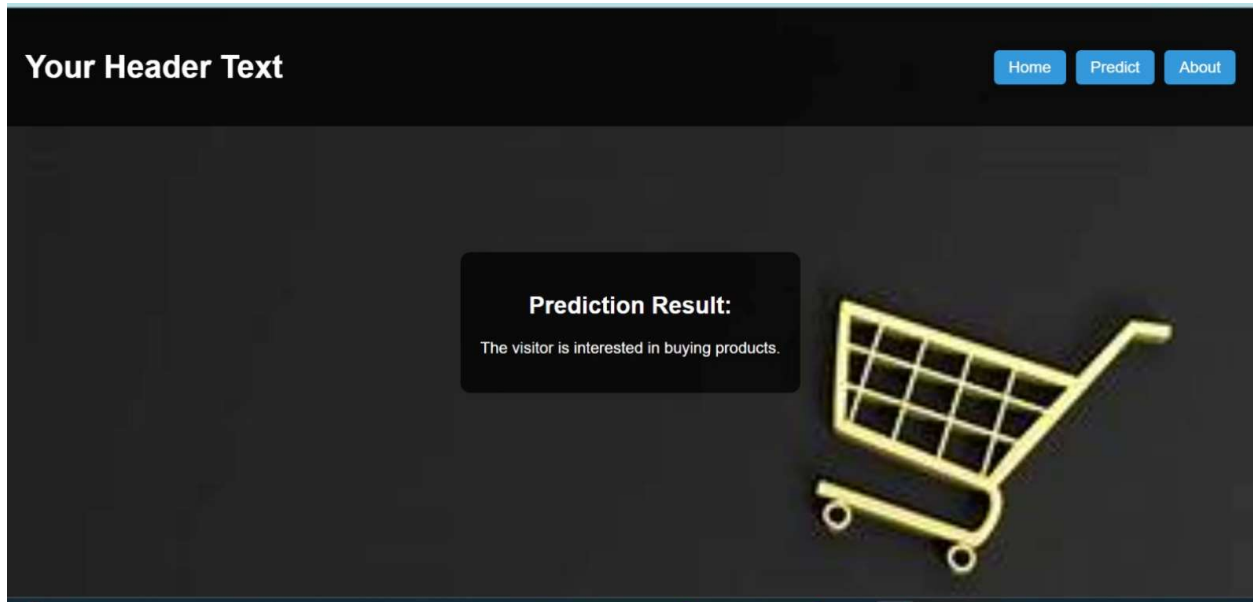 Your Header Text
Home Predict About
Prediction Result:
The visitor is interested in buying products.